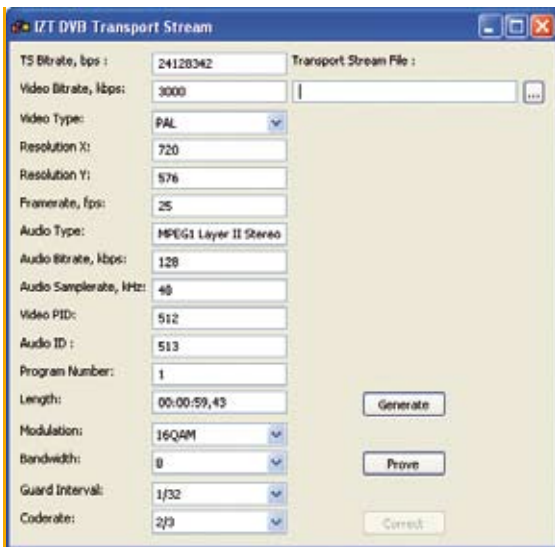 IZT DVB Transport Stream
TS Bitrate, bps : 24128342 Transport Stream File :
Video Bitrate, kbps: 3000 ...
Video Type: PAL
Resolution X: 720
Resolution Y: 576
Framerate, fps: 25
Audio Type: MPEG1 Layer II Stereo
Audio Bitrate, kbps: 128
Audio Samplerate, kHz: 48
Video PID: 512
Audio ID : 513
Program Number: 1
Length: 00:00:59,43 Generate
Modulation: 16QAM
Bandwidth: 8 Prove
Guard Interval: 1/32
Coderate: 2/3 Correct